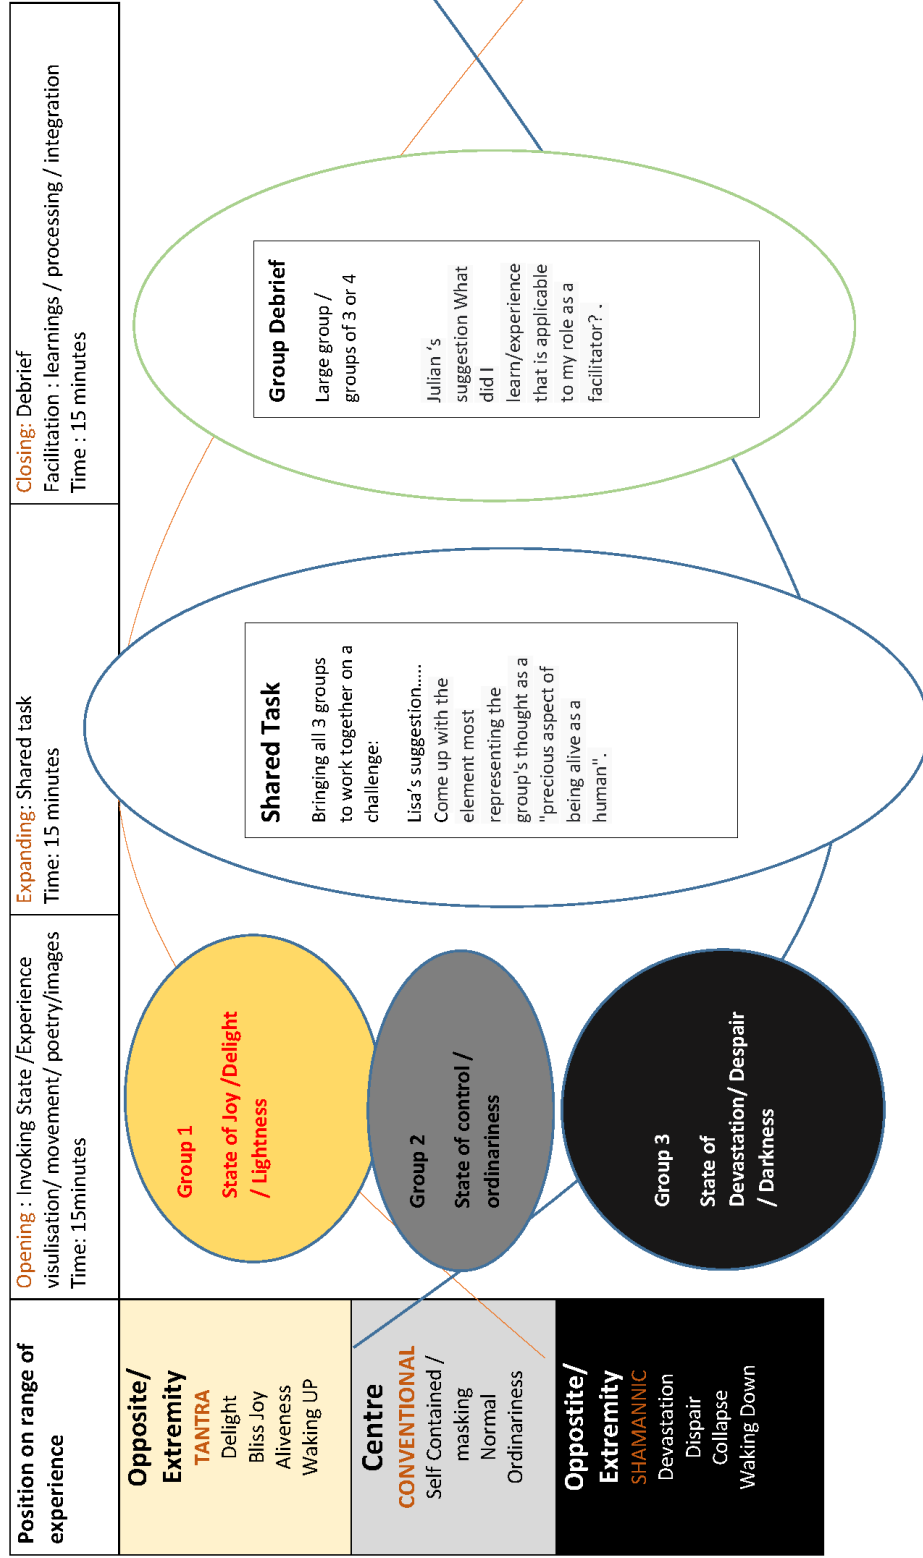 Position on range of
experience
Opening : Invoking State /Experience
visulisation/ movement/ poetry/images
Time: 15minutes
Expanding: Shared task
Time: 15 minutes
Closing: Debrief
Facilitation : learnings / processing / integration
Time : 15 minutes
Opposite/
Extremity
TANTRA
Delight
Bliss Joy
Aliveness
Waking UP
Centre
CONVENTIONAL
Self Contained /
masking
Normal
Ordinariness
Oppostite/
Extremity
SHAMANNIC
Devastation
Dispair
Collapse
Waking Down
Group 1
State of Joy /Delight
/ Lightness
Group 2
State of control /
ordinariness
Group 3
State of
Devastation/ Despair
/ Darkness
Shared Task
Bringing all 3 groups
to work together on a
challenge:
Lisa’s suggestion.....
Come up with the
element most
representing the
group's thought as a
"precious aspect of
being alive as a
human".
Group Debrief
Large group /
groups of 3 or 4
Julian ‘s
suggestion What
did I
learn/experience
that is applicable
to my role as a
facilitator? .